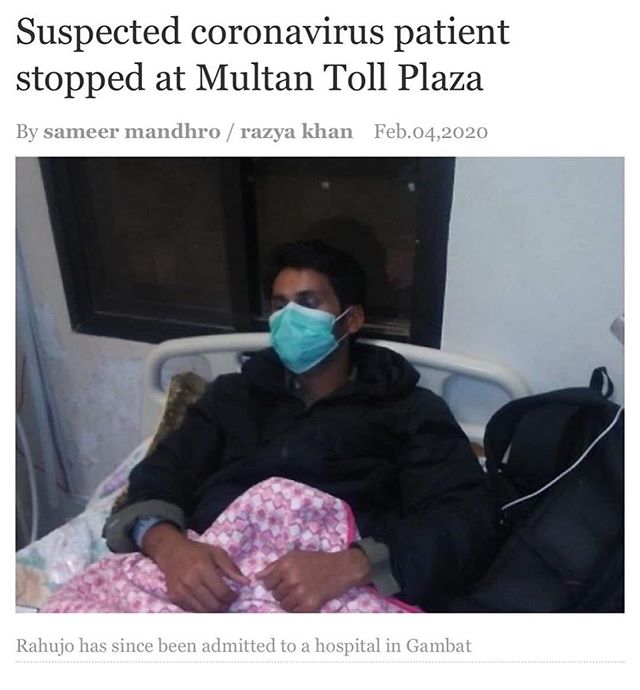 Suspected coronavirus patient
stopped at Multan Toll Plaza
By sameer mandhro / razya khan Feb.04,2020
Rahujo has since been admitted to a hospital in Gambat